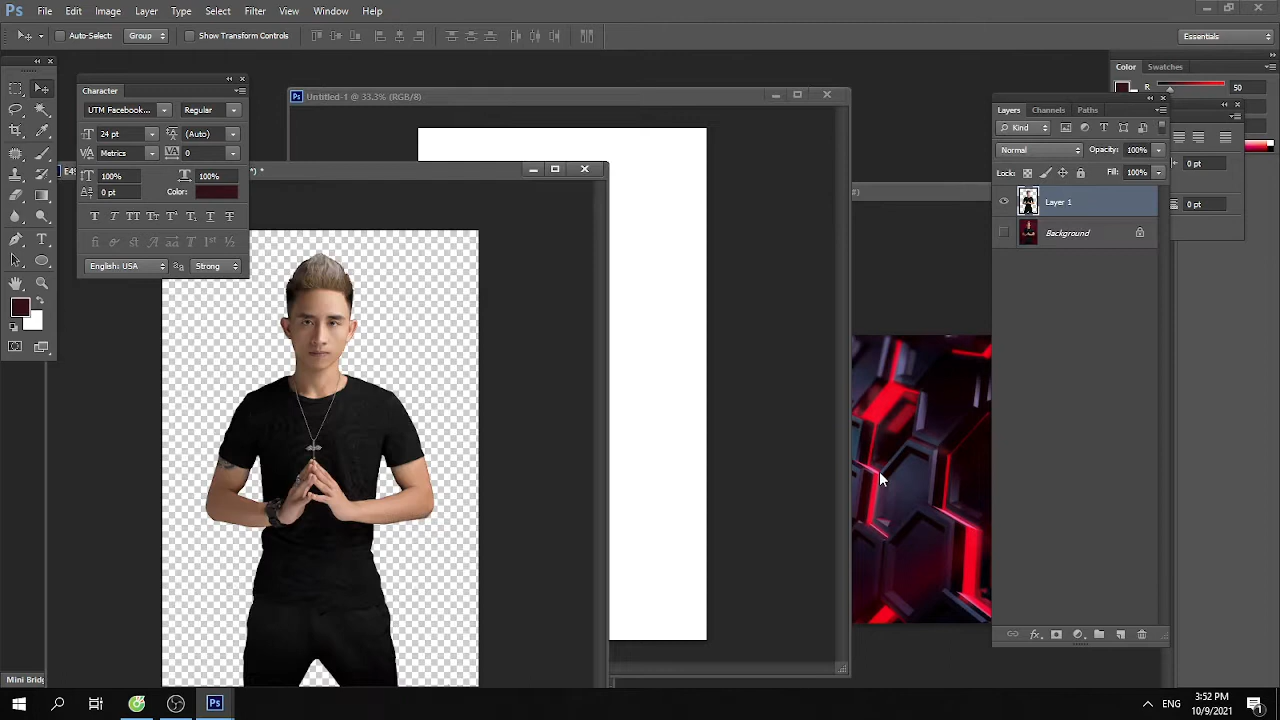 Ps File Edit Image Layer Type Select Filter View Window Help
Auto-Select: Group Show Transform Controls Essentials
Character
UTM Facebook... Regular
24 pt (Auto)
Metrics 0
100% 100%
0 pt Color:
English: USA Strong
Untitled-1 @ 33.3% (RGB/8)
Color Swatches
R 50
Layers Channels Paths
Kind
Normal Opacity: 100%
Lock: Fill: 100%
Layer 1
Background
0 pt
0 pt
Mini Bridg
ENG
3:52 PM
10/9/2021